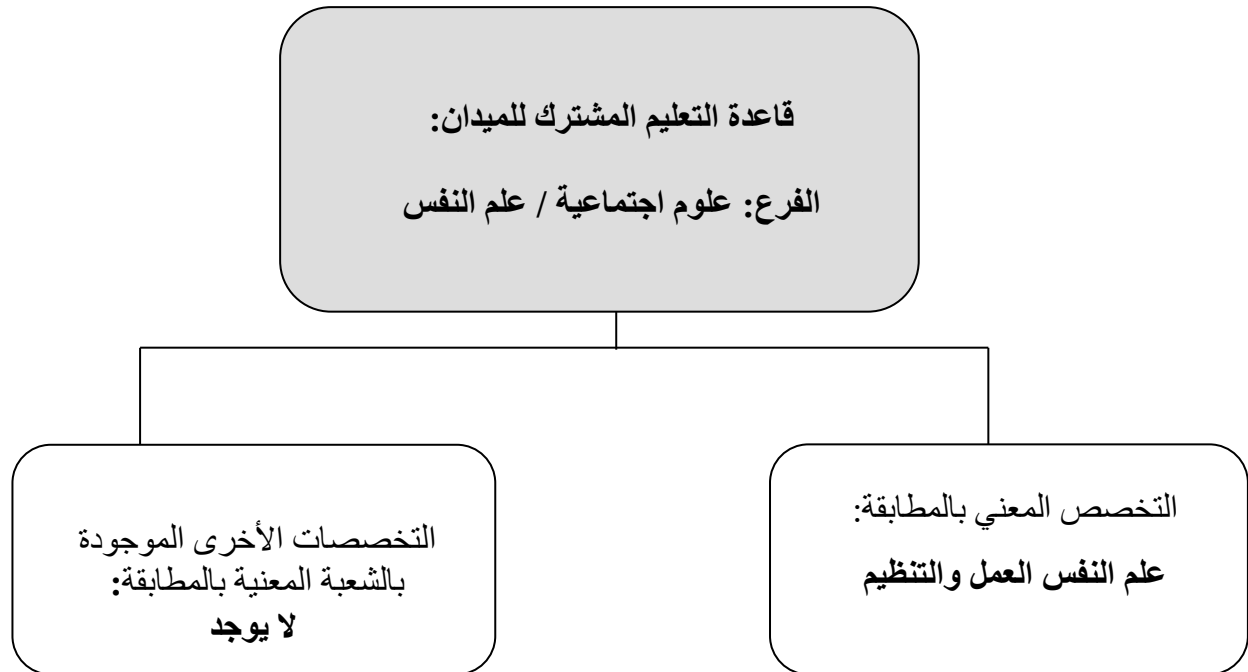 قاعدة التعليم المشترك للميدان:
الفرع: علوم اجتماعية / علم النفس
التخصص المعني بالمطابقة:
علم النفس العمل والتنظيم
التخصصات الأخرى الموجودة
بالشعبة المعنية بالمطابقة:
لا يوجد